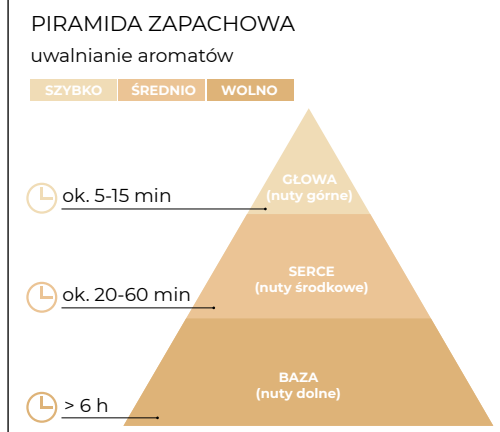 PIRAMIDA ZAPACHOWA
uwalnianie aromatów
SZYBKO ŚREDNIO WOLNO
GŁOWA
(nuty górne)
ok. 5-15 min
SERCE
(nuty środkowe)
ok. 20-60 min
BAZA
(nuty dolne)
> 6 h